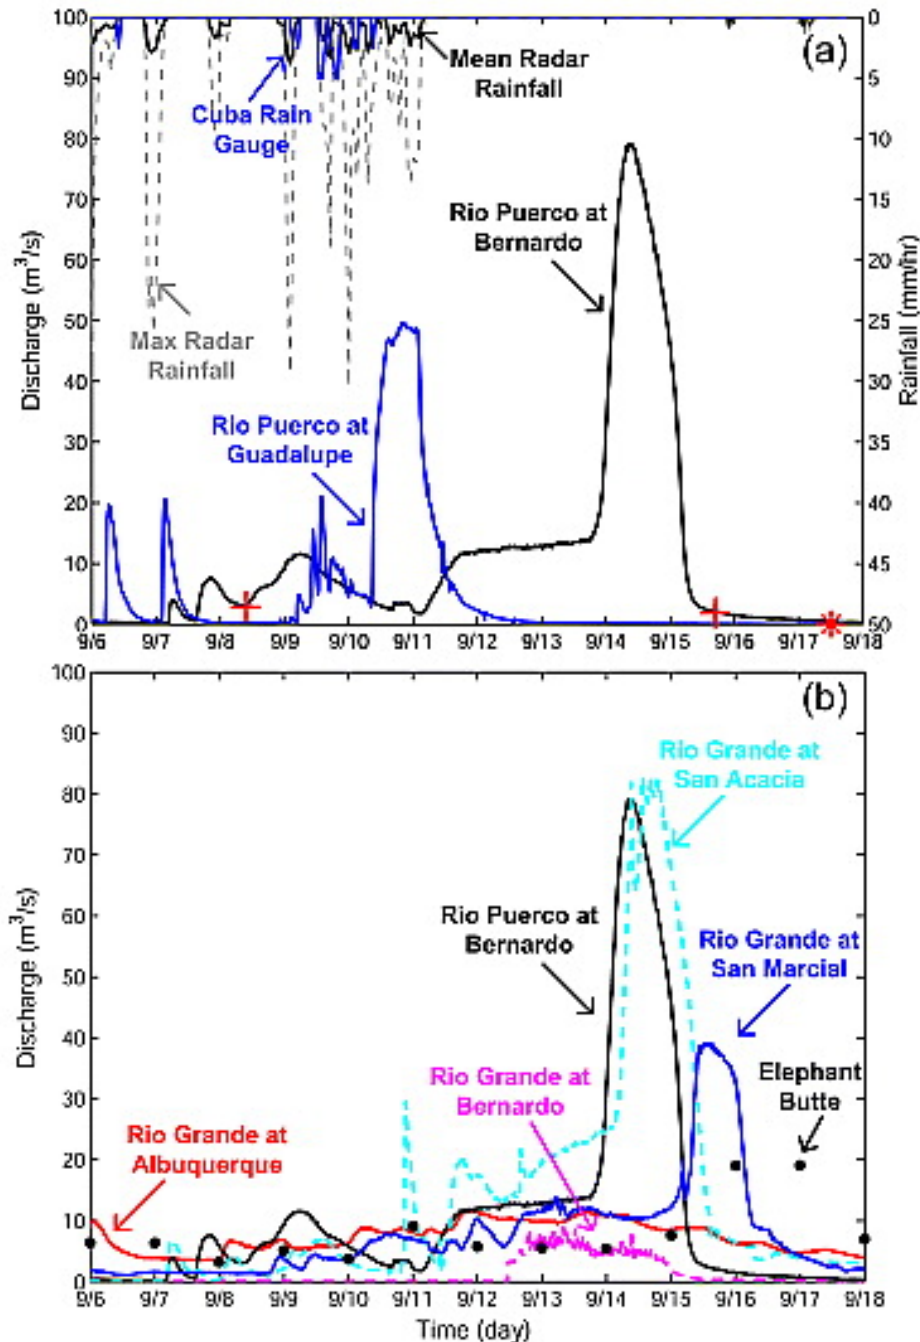 100
90
80
70
60
50
40
30
20
10
0
Discharge (m³/s)
0
5
10
15
20
25
30
35
40
45
50
Rainfall (mm/hr)
(a)
Mean Radar
Rainfall
Cuba Rain
Gauge
Rio Puerco at
Bernardo
Max Radar
Rainfall
Rio Puerco at
Guadalupe
9/6 9/7 9/8 9/9 9/10 9/11 9/12 9/13 9/14 9/15 9/16 9/17 9/18
100
90
80
70
60
50
40
30
20
10
0
Discharge (m³/s)
(b)
Rio Grande at
San Acacia
Rio Puerco at
Bernardo
Rio Grande at
San Marcial
Rio Grande at
Bernardo
Elephant
Butte
Rio Grande at
Albuquerque
9/6 9/7 9/8 9/9 9/10 9/11 9/12 9/13 9/14 9/15 9/16 9/17 9/18
Time (day)